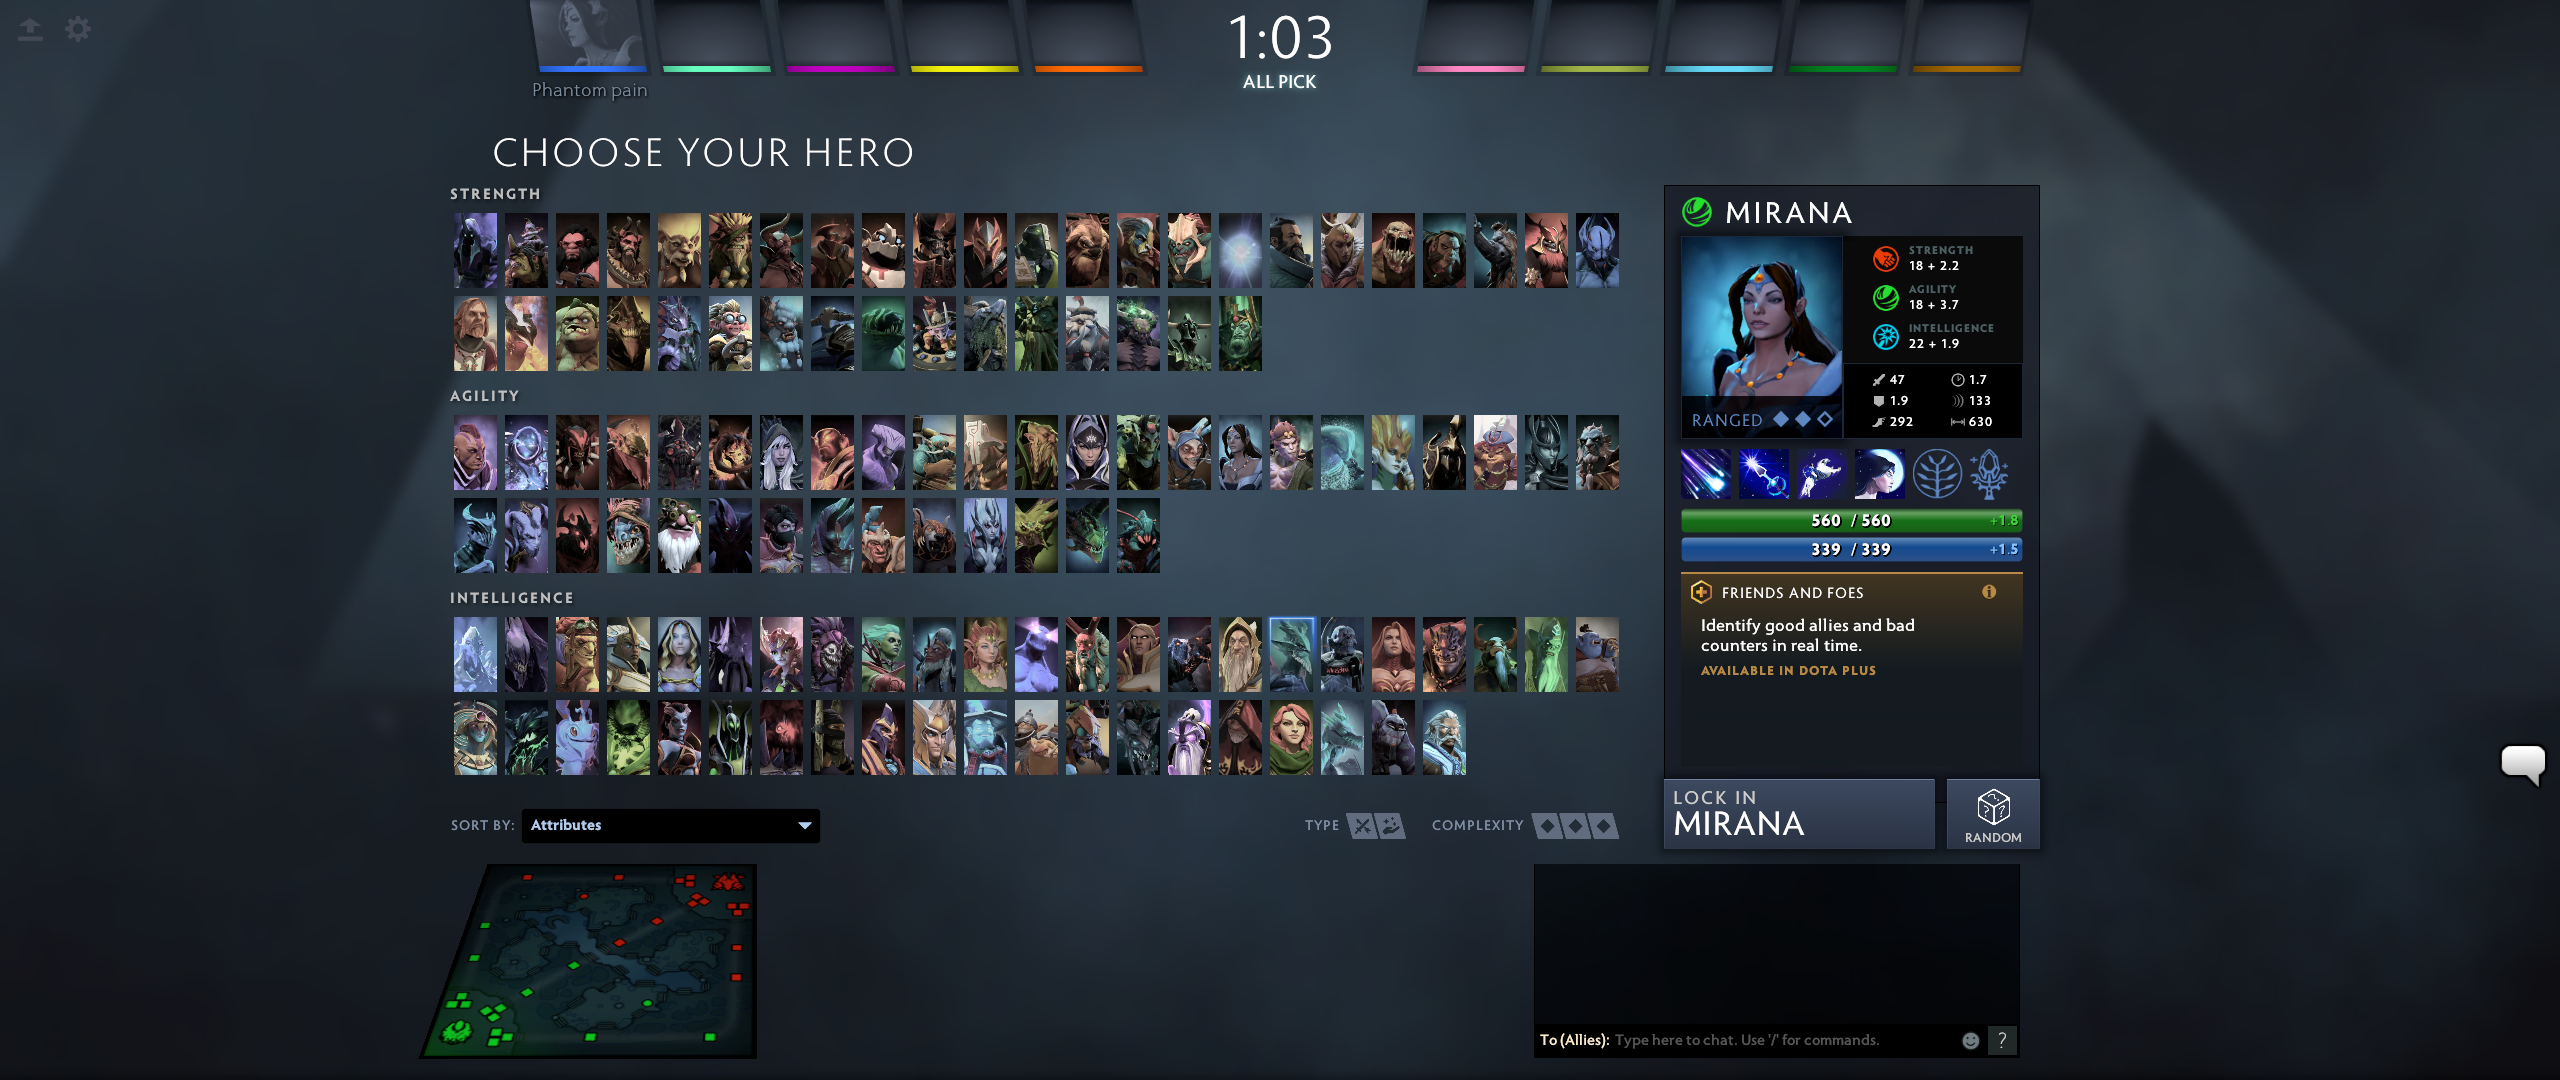 1:03
ALL PICK
Phantom pain
CHOOSE YOUR HERO
STRENGTH
AGILITY
INTELLIGENCE
SORT BY: Attributes
TYPE
COMPLEXITY
MIRANA
STRENGTH
18 + 2.2
AGILITY
18 + 3.7
INTELLIGENCE
22 + 1.9
47 1.7
1.9 133
292 630
RANGED
560 / 560 +1.8
339 / 339 +1.5
FRIENDS AND FOES
Identify good allies and bad
counters in real time.
AVAILABLE IN DOTA PLUS
LOCK IN
MIRANA
RANDOM
To (Allies): Type here to chat. Use '/' for commands. ?